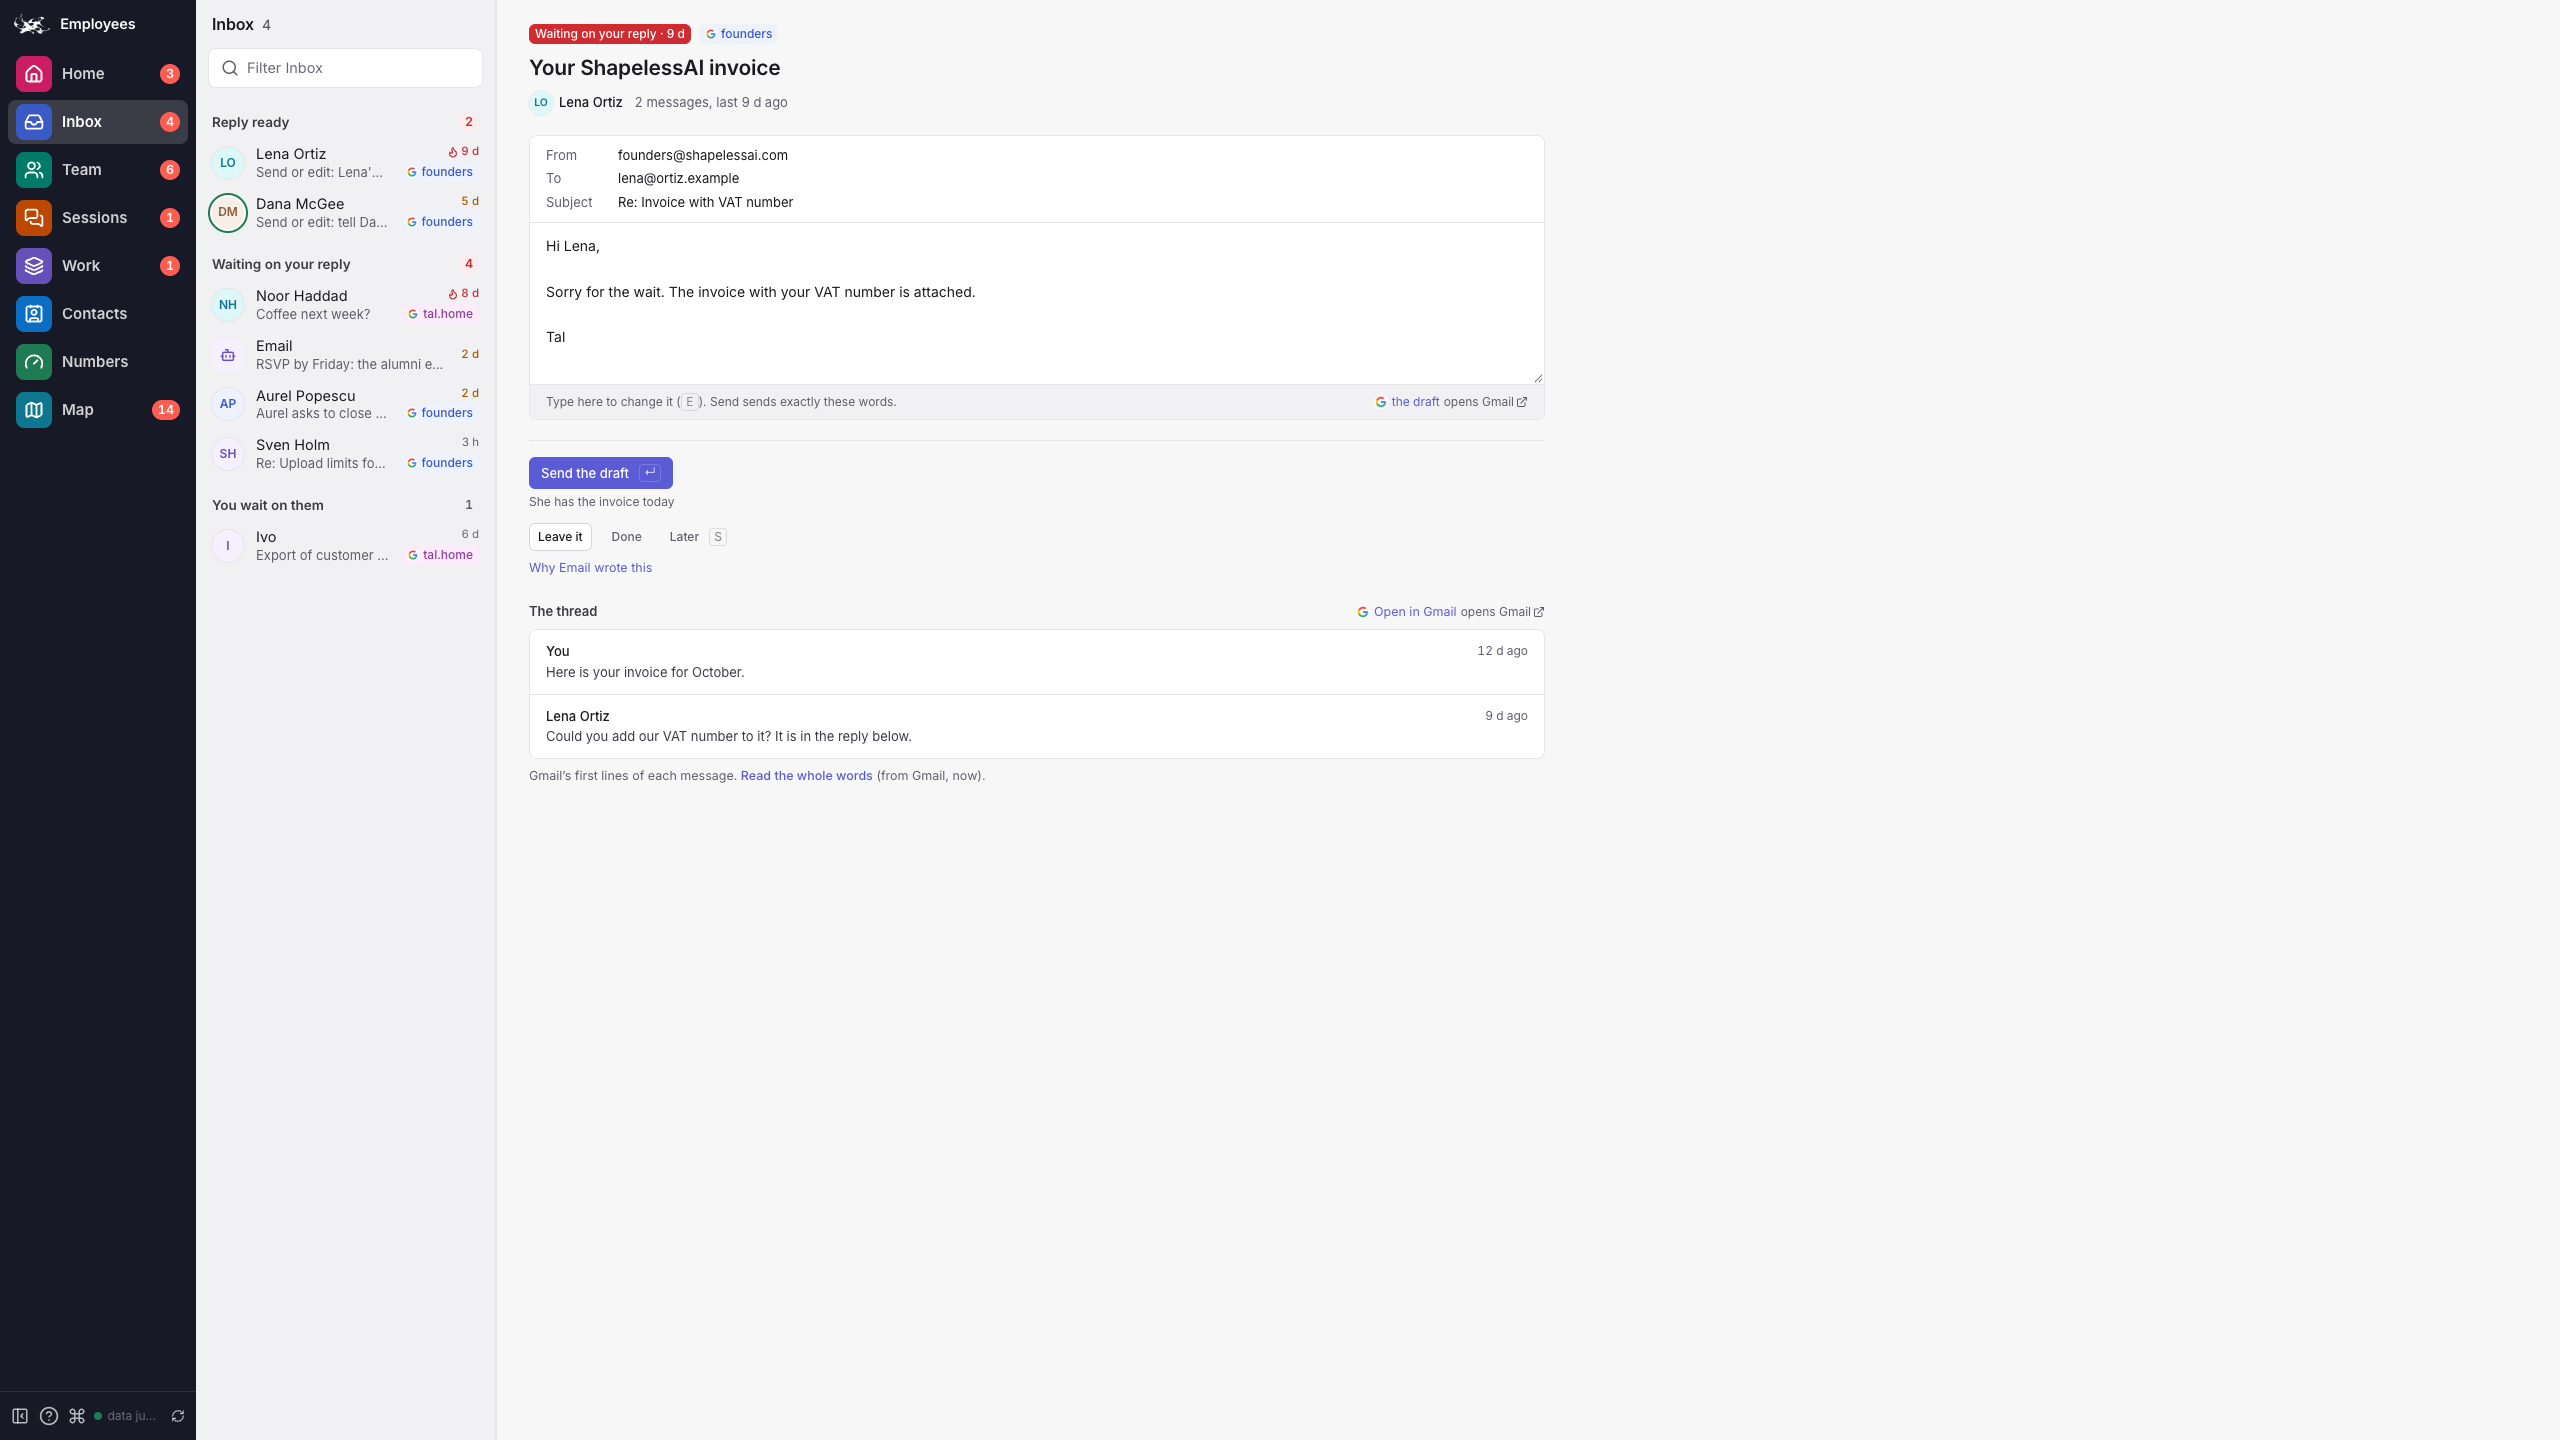 Employees
Home 3
Inbox 4
Team 6
Sessions 1
Work 1
Contacts
Numbers
Map 14
data ju...
Inbox 4
Filter Inbox
Reply ready 2
LO Lena Ortiz 9 d
Send or edit: Lena'... founders
DM Dana McGee 5 d
Send or edit: tell Da... founders
Waiting on your reply 4
NH Noor Haddad 8 d
Coffee next week? tal.home
Email 2 d
RSVP by Friday: the alumni e...
AP Aurel Popescu 2 d
Aurel asks to close ... founders
SH Sven Holm 3 h
Re: Upload limits fo... founders
You wait on them 1
I Ivo 6 d
Export of customer ... tal.home
Waiting on your reply · 9 d founders
Your ShapelessAI invoice
LO Lena Ortiz 2 messages, last 9 d ago
From founders@shapelessai.com
To lena@ortiz.example
Subject Re: Invoice with VAT number
Hi Lena,
Sorry for the wait. The invoice with your VAT number is attached.
Tal
Type here to change it (E). Send sends exactly these words. the draft opens Gmail
Send the draft ↵
She has the invoice today
Leave it Done Later S
Why Email wrote this
The thread Open in Gmail opens Gmail
You 12 d ago
Here is your invoice for October.
Lena Ortiz 9 d ago
Could you add our VAT number to it? It is in the reply below.
Gmail’s first lines of each message. Read the whole words (from Gmail, now).